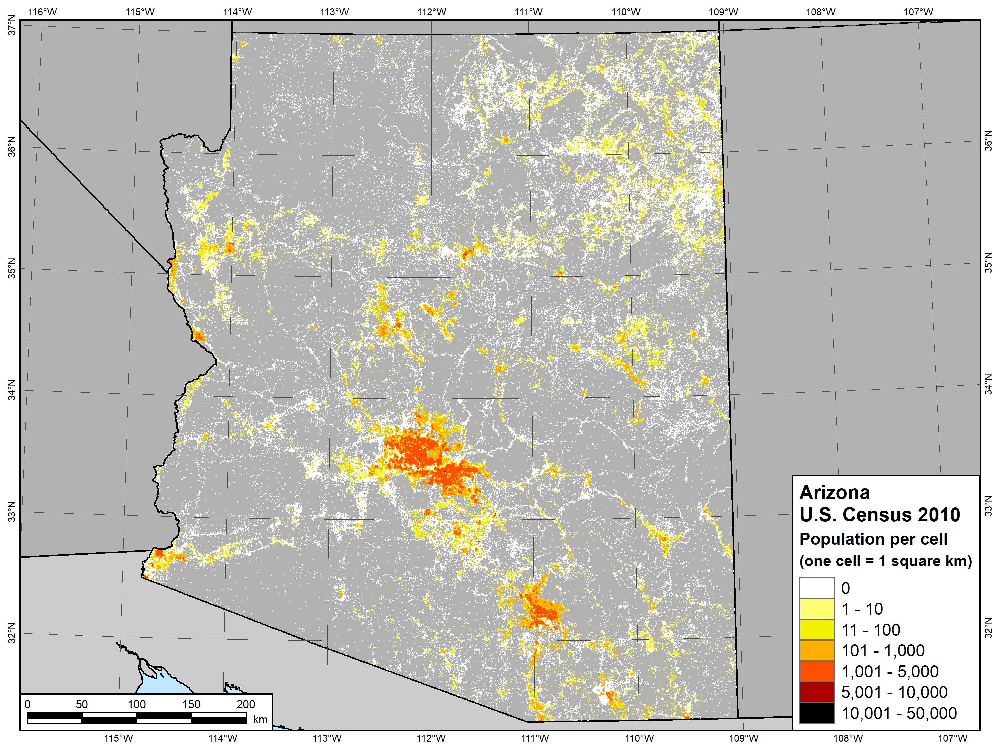 116°W 115°W 114°W 113°W 112°W 111°W 110°W 109°W 108°W 107°W
37°N
36°N
36°N
35°N
35°N
34°N
34°N
33°N
33°N
32°N
32°N
Arizona
U.S. Census 2010
Population per cell
(one cell = 1 square km)
0
1 - 10
11 - 100
101 - 1,000
1,001 - 5,000
5,001 - 10,000
10,001 - 50,000
0 50 100 150 200
km
115°W 114°W 113°W 112°W 111°W 110°W 109°W 108°W 107°W